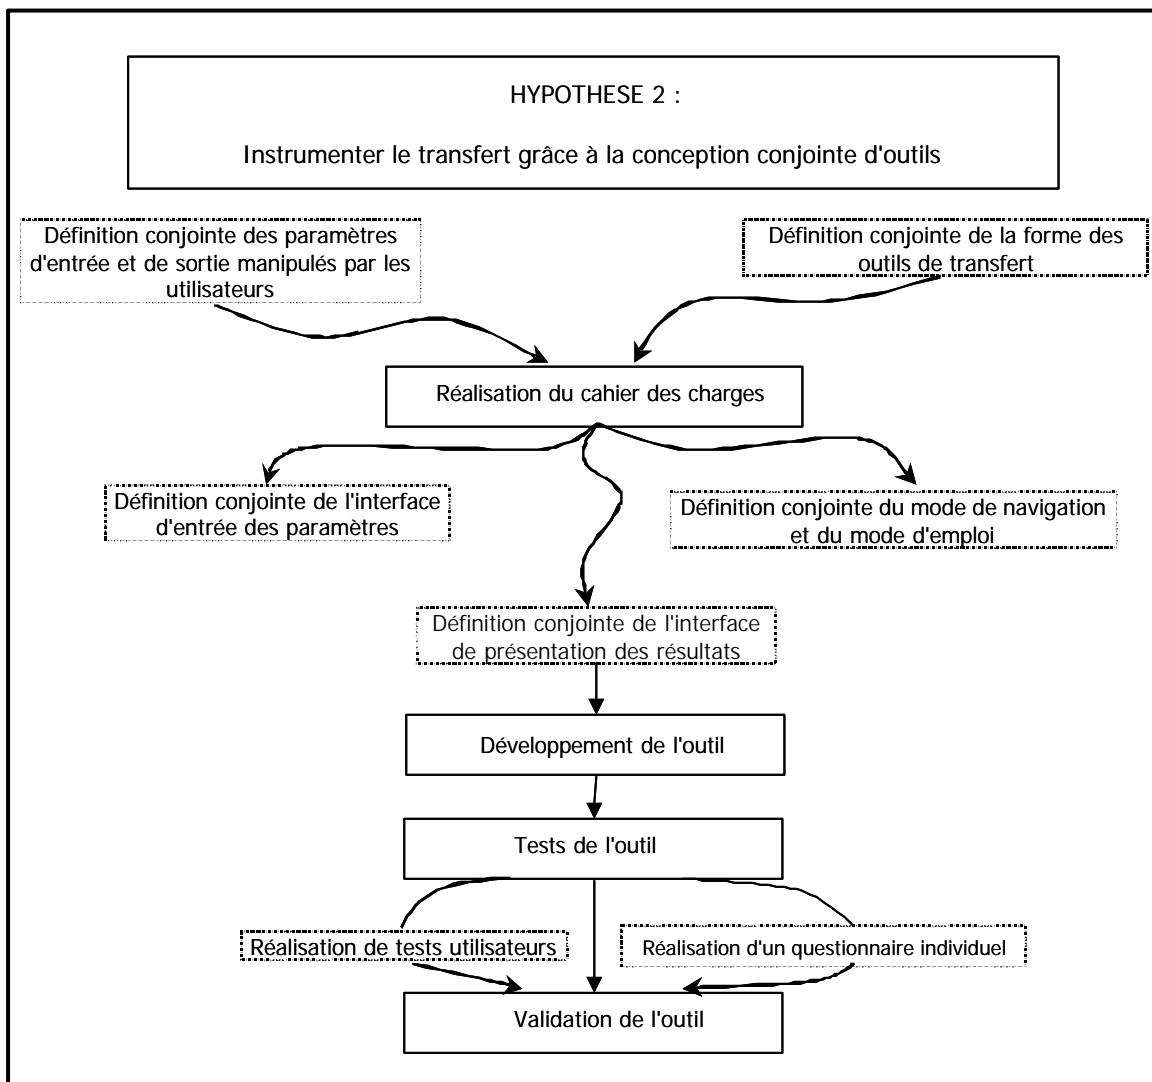 HYPOTHESE 2 :
Instrumenter le transfert grâce à la conception conjointe d'outils
Définition conjointe des paramètres
d'entrée et de sortie manipulés par les
utilisateurs
Définition conjointe de la forme des
outils de transfert
Réalisation du cahier des charges
Définition conjointe de l'interface
d'entrée des paramètres
Définition conjointe du mode de navigation
et du mode d'emploi
Définition conjointe de l'interface
de présentation des résultats
Développement de l'outil
Tests de l'outil
Réalisation de tests utilisateurs
Réalisation d'un questionnaire individuel
Validation de l'outil